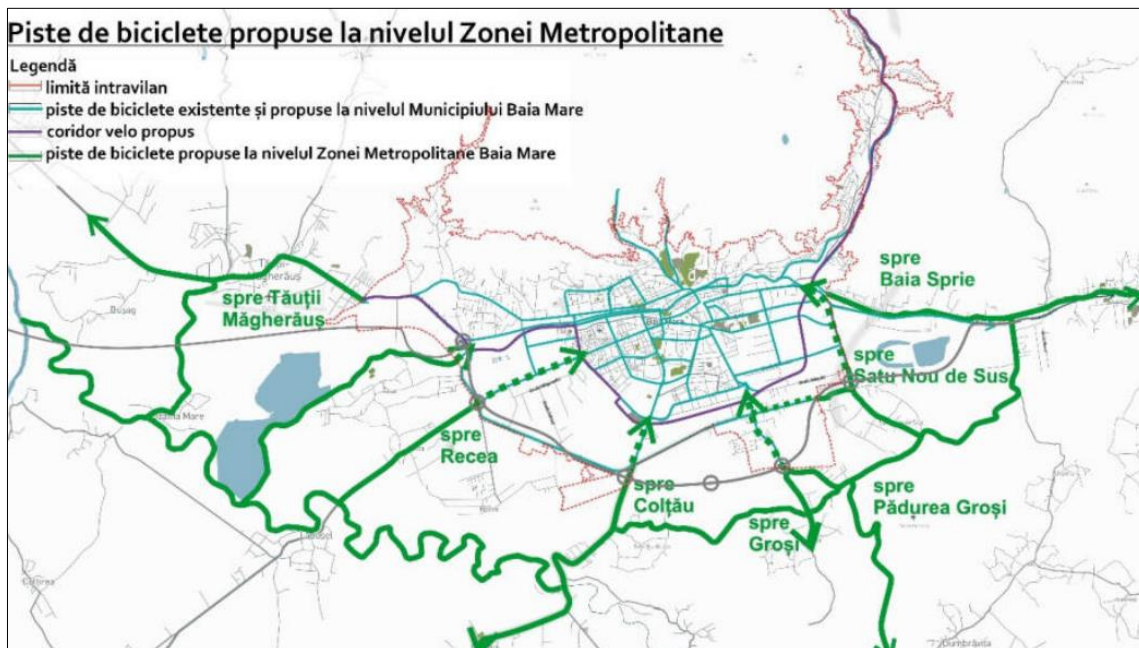 Piste de biciclete propuse la nivelul Zonei Metropolitane
Legendă
limită intravilan
piste de biciclete existente și propuse la nivelul Municipiului Baia Mare
coridor velo propus
piste de biciclete propuse la nivelul Zonei Metropolitane Baia Mare
spre
Baia Sprie
spre Tăuții
Măgherăuș
Bușag
spre
Satu Nou de Sus
spre
Recea
spre
Colțău
spre
Pădurea Groși
spre
Groși
Dumbrăvița